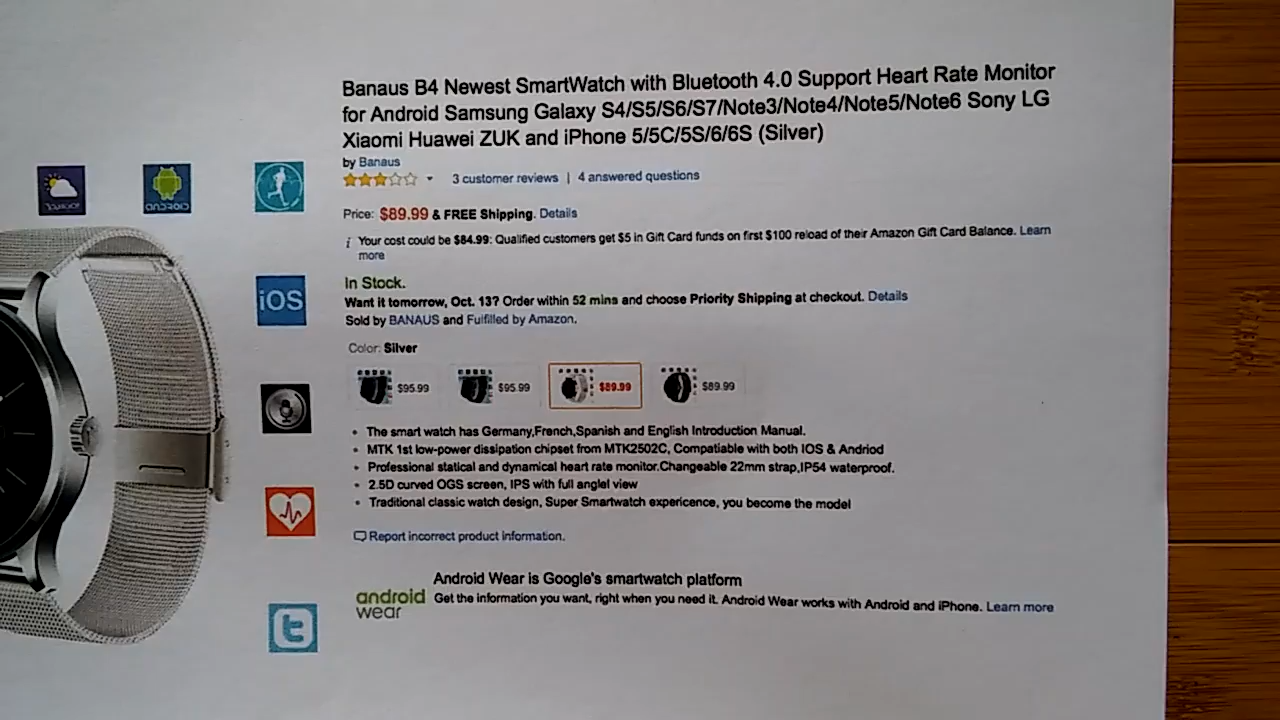 Banaus B4 Newest SmartWatch with Bluetooth 4.0 Support Heart Rate Monitor
for Android Samsung Galaxy S4/S5/S6/S7/Note3/Note4/Note5/Note6 Sony LG
Xiaomi Huawei ZUK and iPhone 5/5C/5S/6/6S (Silver)
by Banaus
3 customer reviews | 4 answered questions
Price: $89.99 & FREE Shipping. Details
i Your cost could be $84.99: Qualified customers get $5 in Gift Card funds on first $100 reload of their Amazon Gift Card Balance. Learn
more
In Stock.
iOS
Want it tomorrow, Oct. 13? Order within 52 mins and choose Priority Shipping at checkout. Details
Sold by BANAUS and Fulfilled by Amazon.
Color: Silver
$95.99 $95.99 $89.99 $89.99
• The smart watch has Germany,French,Spanish and English Introduction Manual.
• MTK 1st low-power dissipation chipset from MTK2502C, Compatiable with both IOS & Andriod
• Professional statical and dynamical heart rate monitor.Changeable 22mm strap,IP54 waterproof.
• 2.5D curved OGS screen, IPS with full anglel view
• Traditional classic watch design, Super Smartwatch expericence, you become the model
Report incorrect product information.
Android Wear is Google's smartwatch platform
android
wear
Get the information you want, right when you need it. Android Wear works with Android and iPhone. Learn more
ANDROID